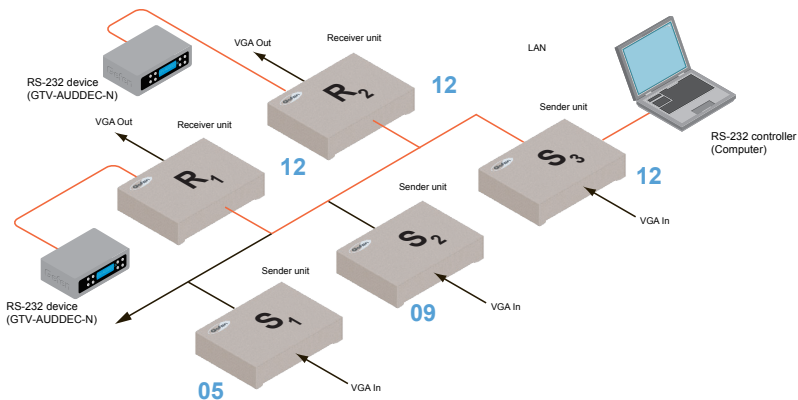 VGA Out
Receiver unit
LAN
RS-232 device
(GTV-AUDDEC-N)
R2
12
Sender unit
VGA Out
Receiver unit
RS-232 controller
(Computer)
R1
12
S3
12
Sender unit
VGA In
S2
Sender unit
RS-232 device
(GTV-AUDDEC-N)
VGA In
09
S1
05
VGA In